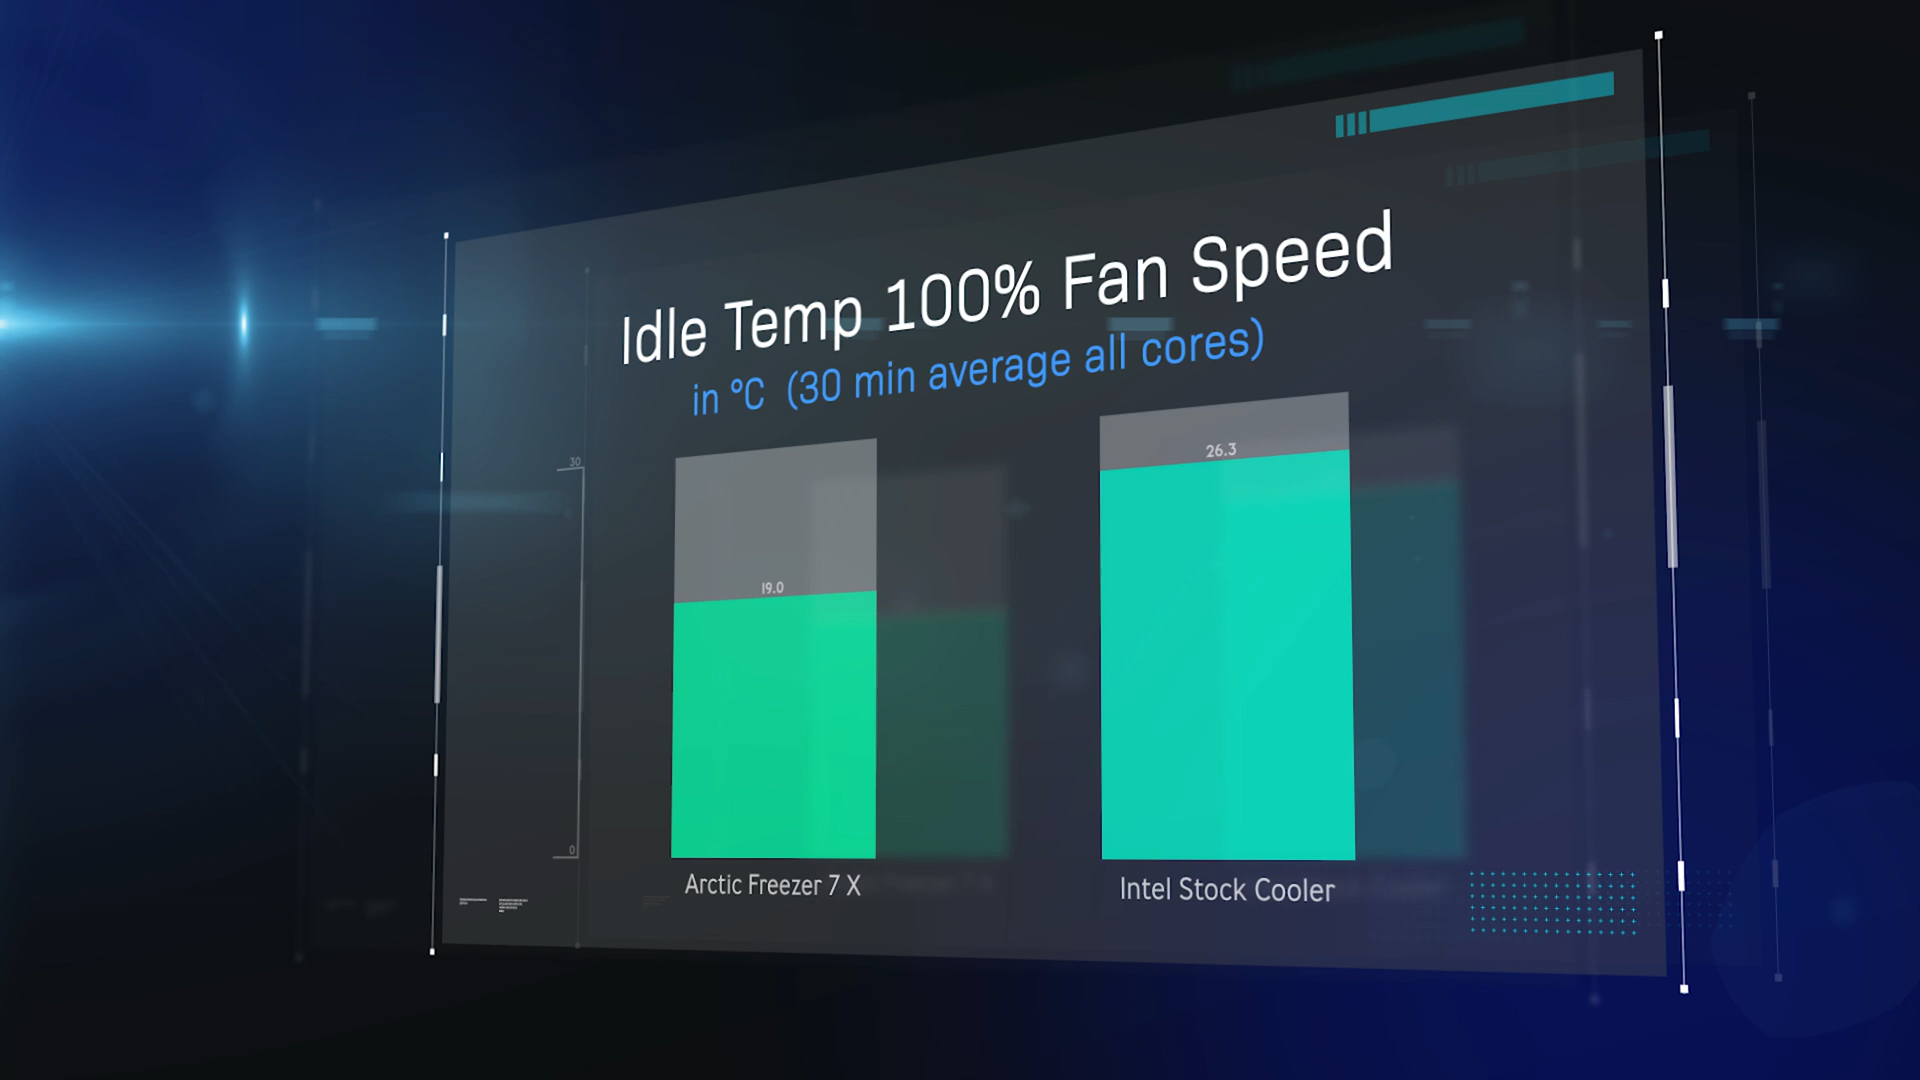 Idle Temp 100% Fan Speed
in °C (30 min average all cores)
30
0
19.0
26.3
Arctic Freezer 7 X
Intel Stock Cooler